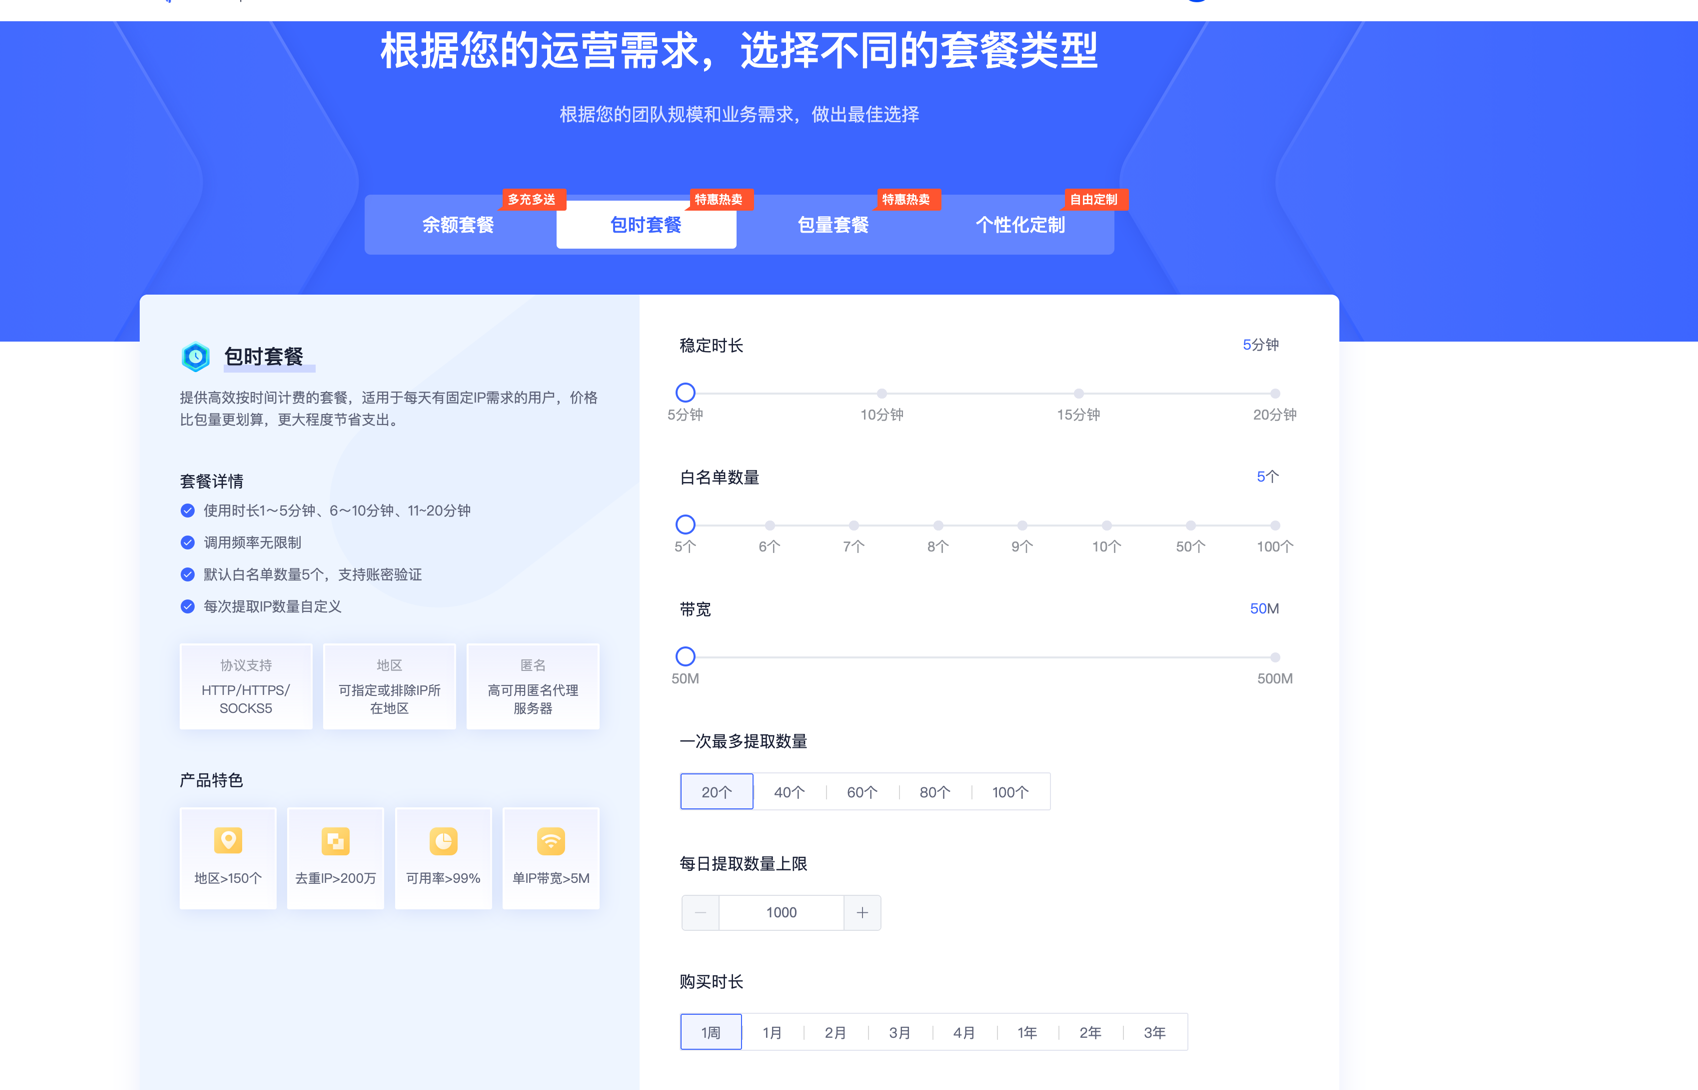 根据您的运营需求，选择不同的套餐类型
根据您的团队规模和业务需求，做出最佳选择
多充多送
特惠热卖
特惠热卖
自由定制
余额套餐
包时套餐
包量套餐
个性化定制
包时套餐
提供高效按时间计费的套餐，适用于每天有固定IP需求的用户，价格
比包量更划算，更大程度节省支出。
套餐详情
使用时长1～5分钟、6～10分钟、11~20分钟
调用频率无限制
默认白名单数量5个，支持账密验证
每次提取IP数量自定义
协议支持
HTTP/HTTPS/
SOCKS5
地区
可指定或排除IP所
在地区
匿名
高可用匿名代理
服务器
产品特色
地区>150个
去重IP>200万
可用率>99%
单IP带宽>5M
稳定时长
5分钟
5分钟
10分钟
15分钟
20分钟
白名单数量
5个
5个
6个
7个
8个
9个
10个
50个
100个
带宽
50M
50M
500M
一次最多提取数量
20个
40个
60个
80个
100个
每日提取数量上限
1000
购买时长
1周
1月
2月
3月
4月
1年
2年
3年